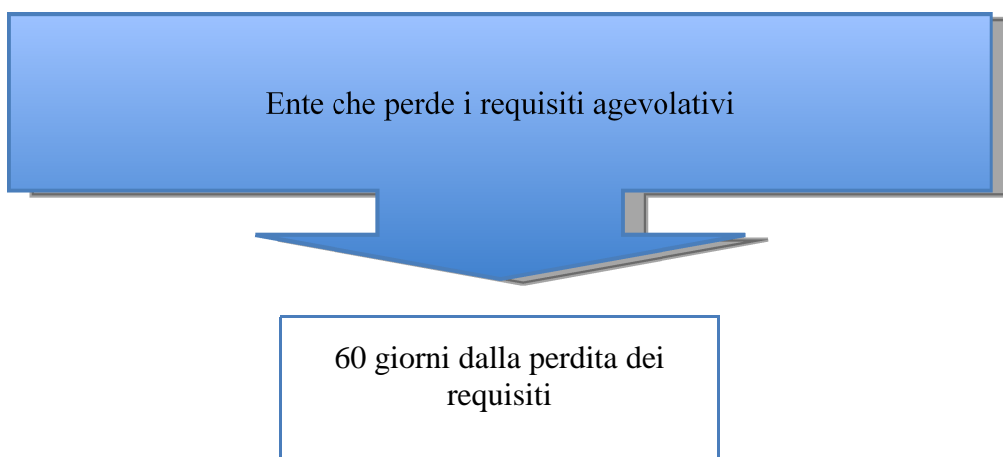 Ente che perde i requisiti agevolativi
60 giorni dalla perdita dei
requisiti